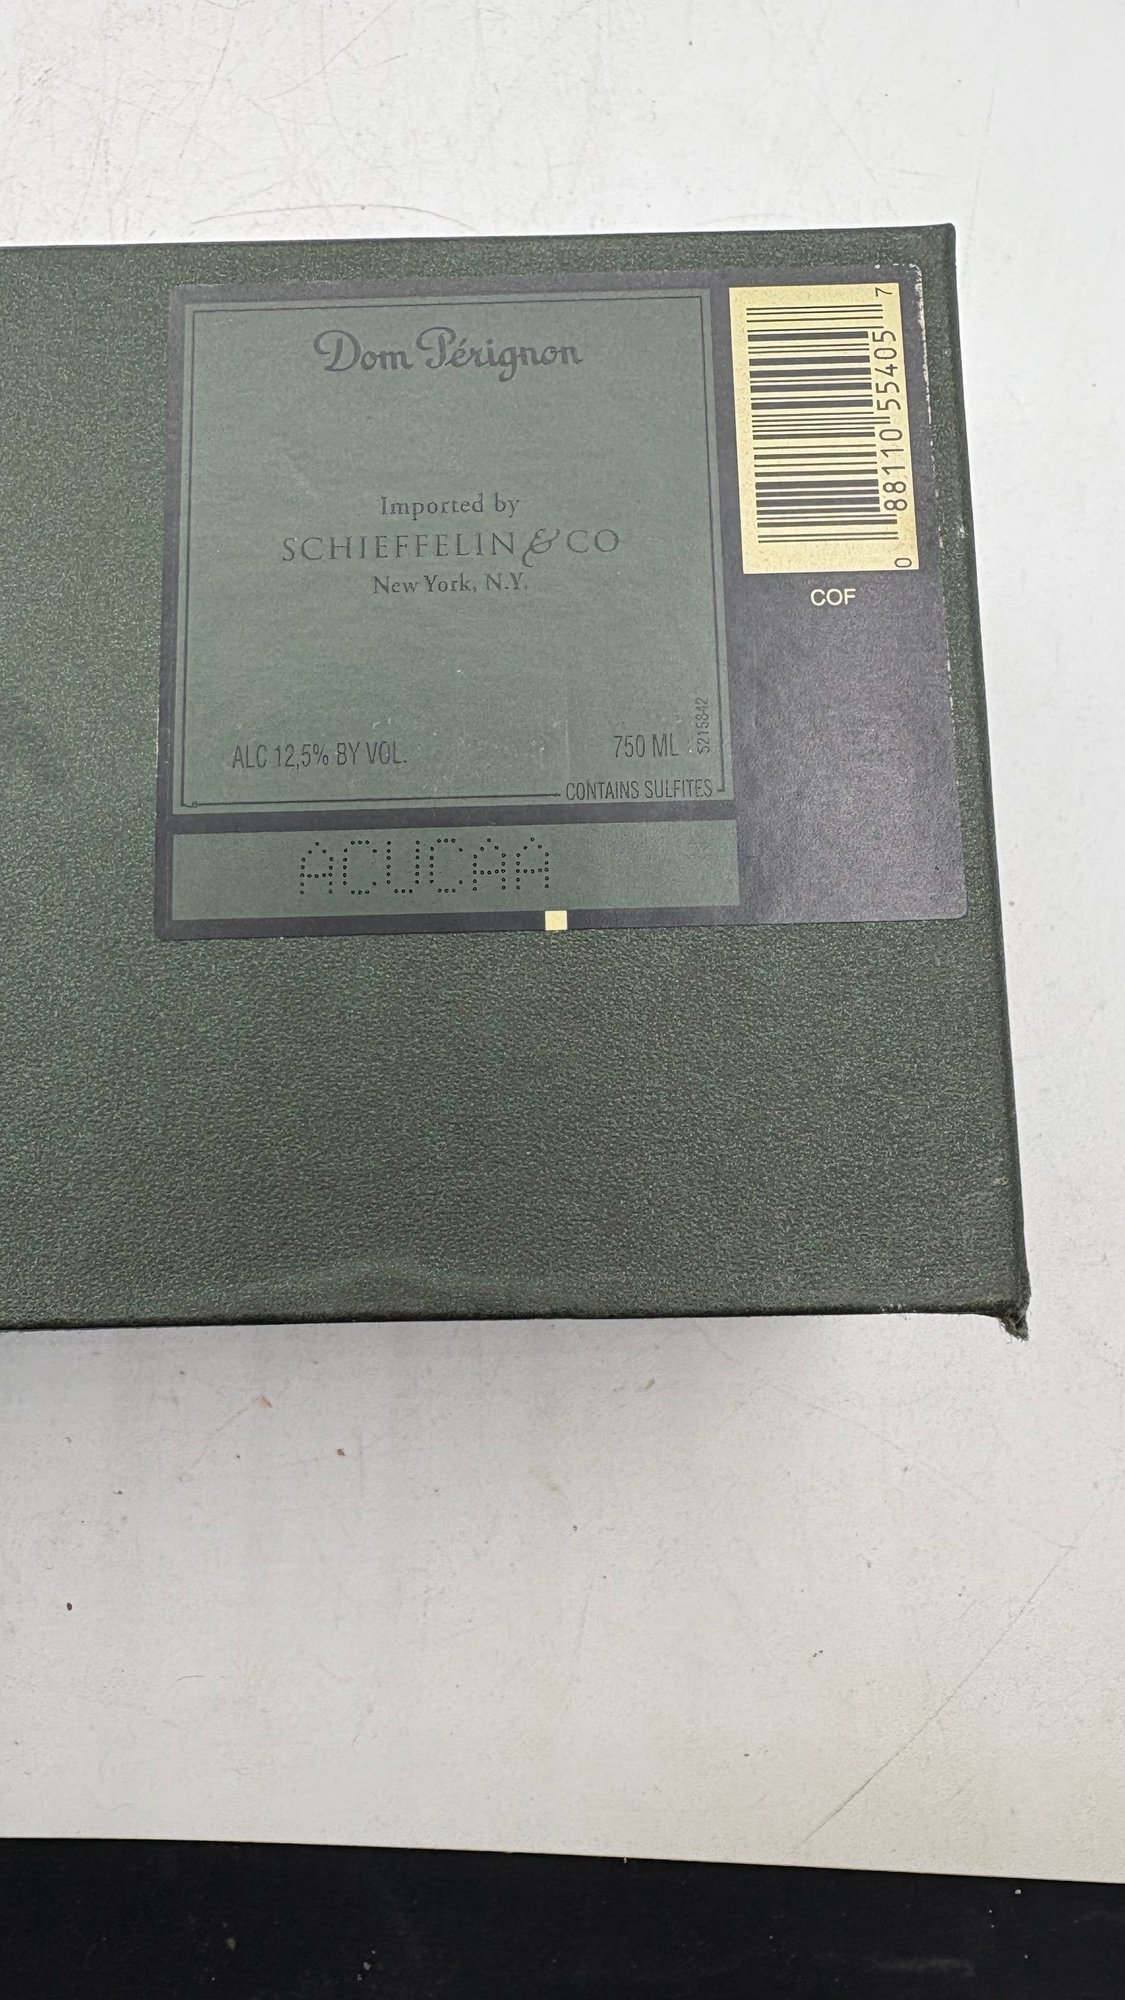 Dom Pérignon
Imported by
SCHIEFFELIN & CO
New York, N.Y.
ALC 12,5% BY VOL.
750 ML
S215842
CONTAINS SULFITES
ACUCAA
0 88110 55405 7
COF